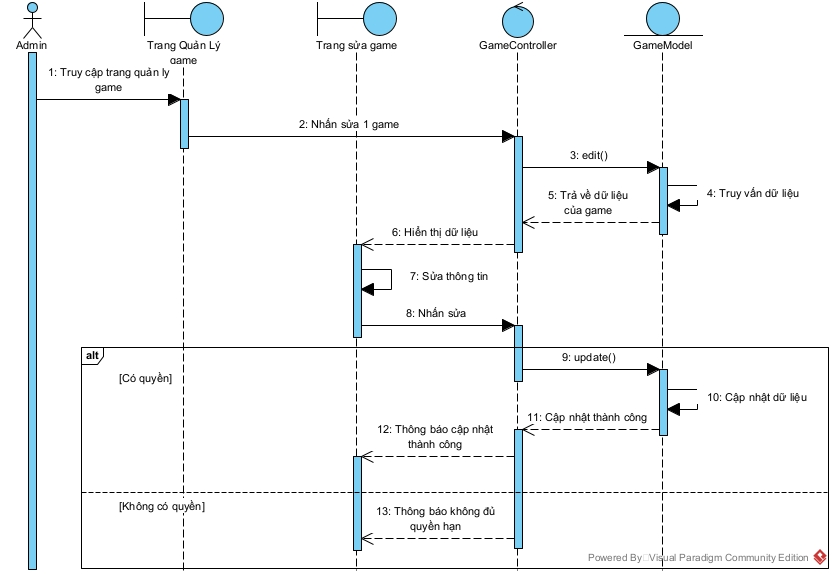 Admin
Trang Quản Lý
game
Trang sửa game
GameController
GameModel
1: Truy cập trang quản ly
game
2: Nhấn sửa 1 game
3: edit()
4: Truy vấn dữ liệu
5: Trả về dữ liệu
của game
6: Hiển thị dữ liệu
7: Sửa thông tin
8: Nhấn sửa
alt
9: update()
[Có quyền]
10: Cập nhật dữ liệu
11: Cập nhật thành công
12: Thông báo cập nhật
thành công
[Không có quyền]
13: Thông báo không đủ
quyền hạn
Powered By Visual Paradigm Community Edition